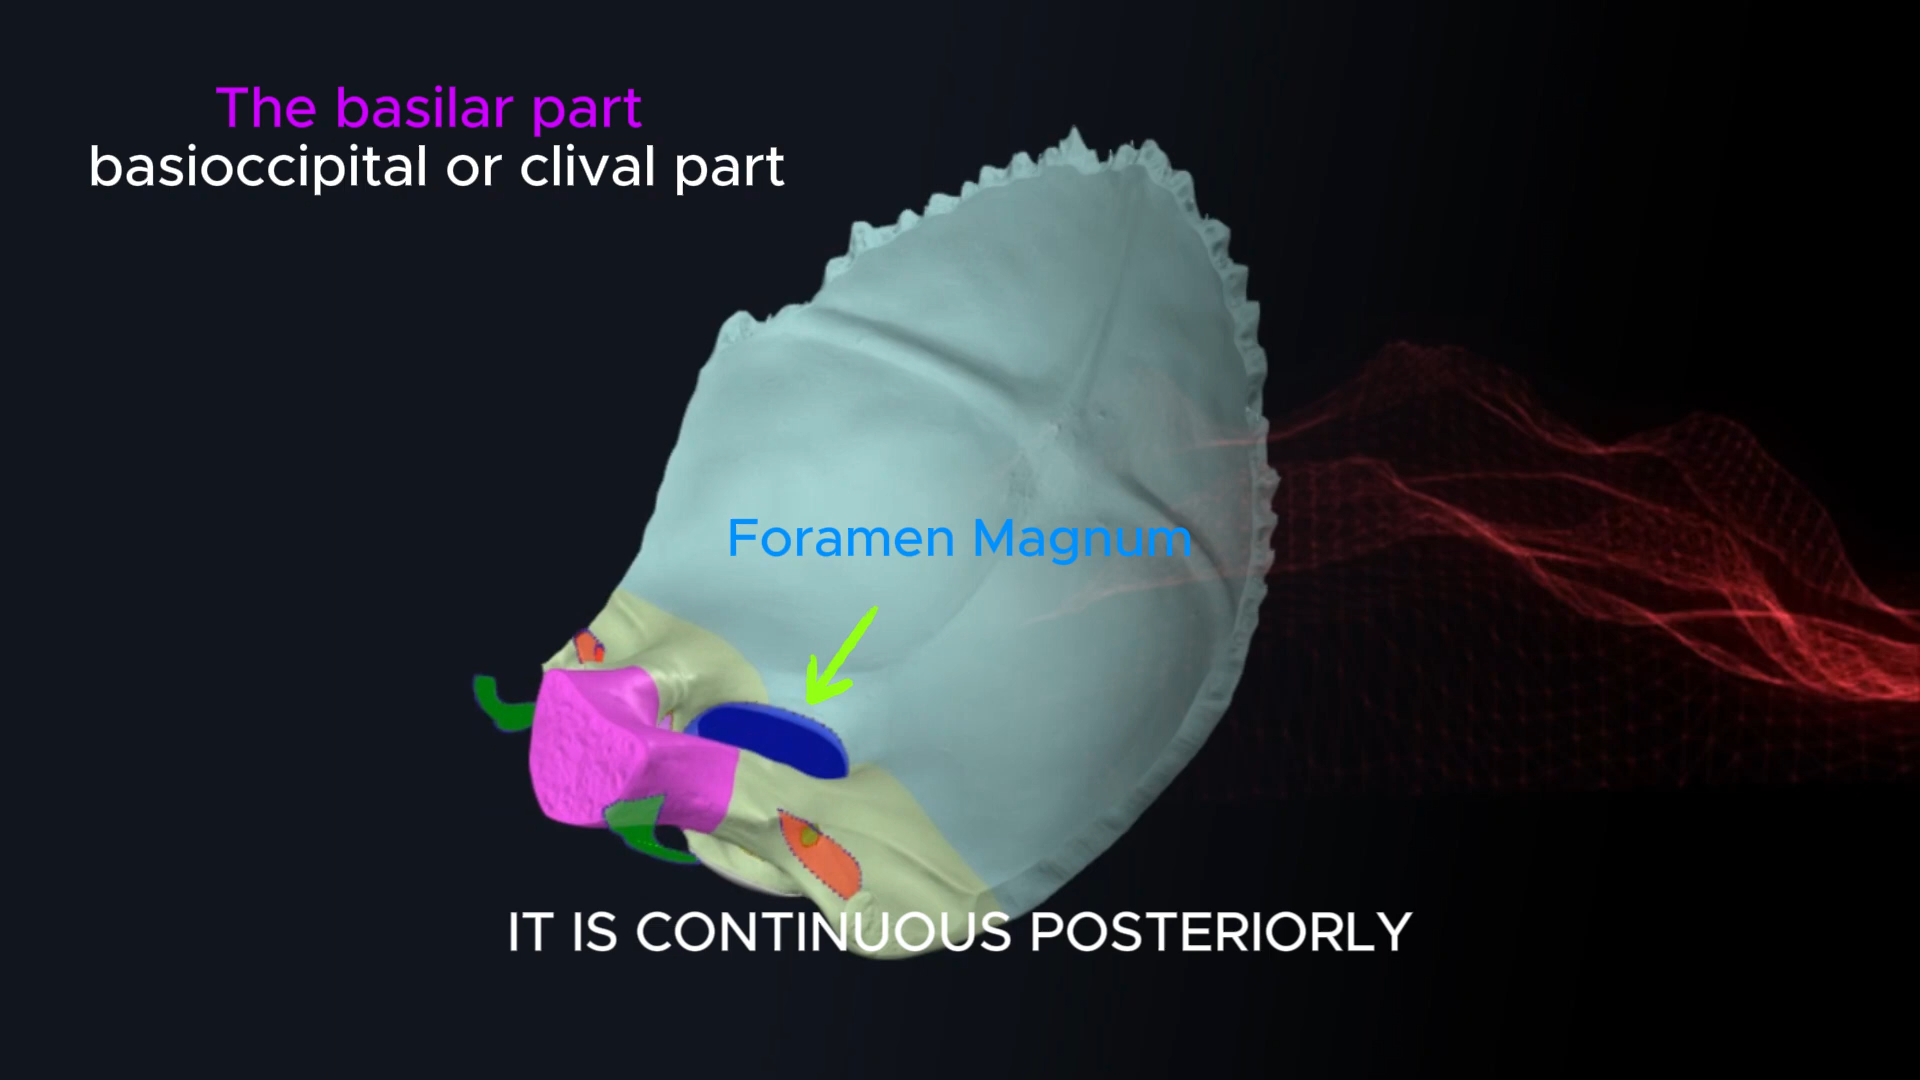 The basilar part
basioccipital or clival part
Foramen Magnum
IT IS CONTINUOUS POSTERIORLY